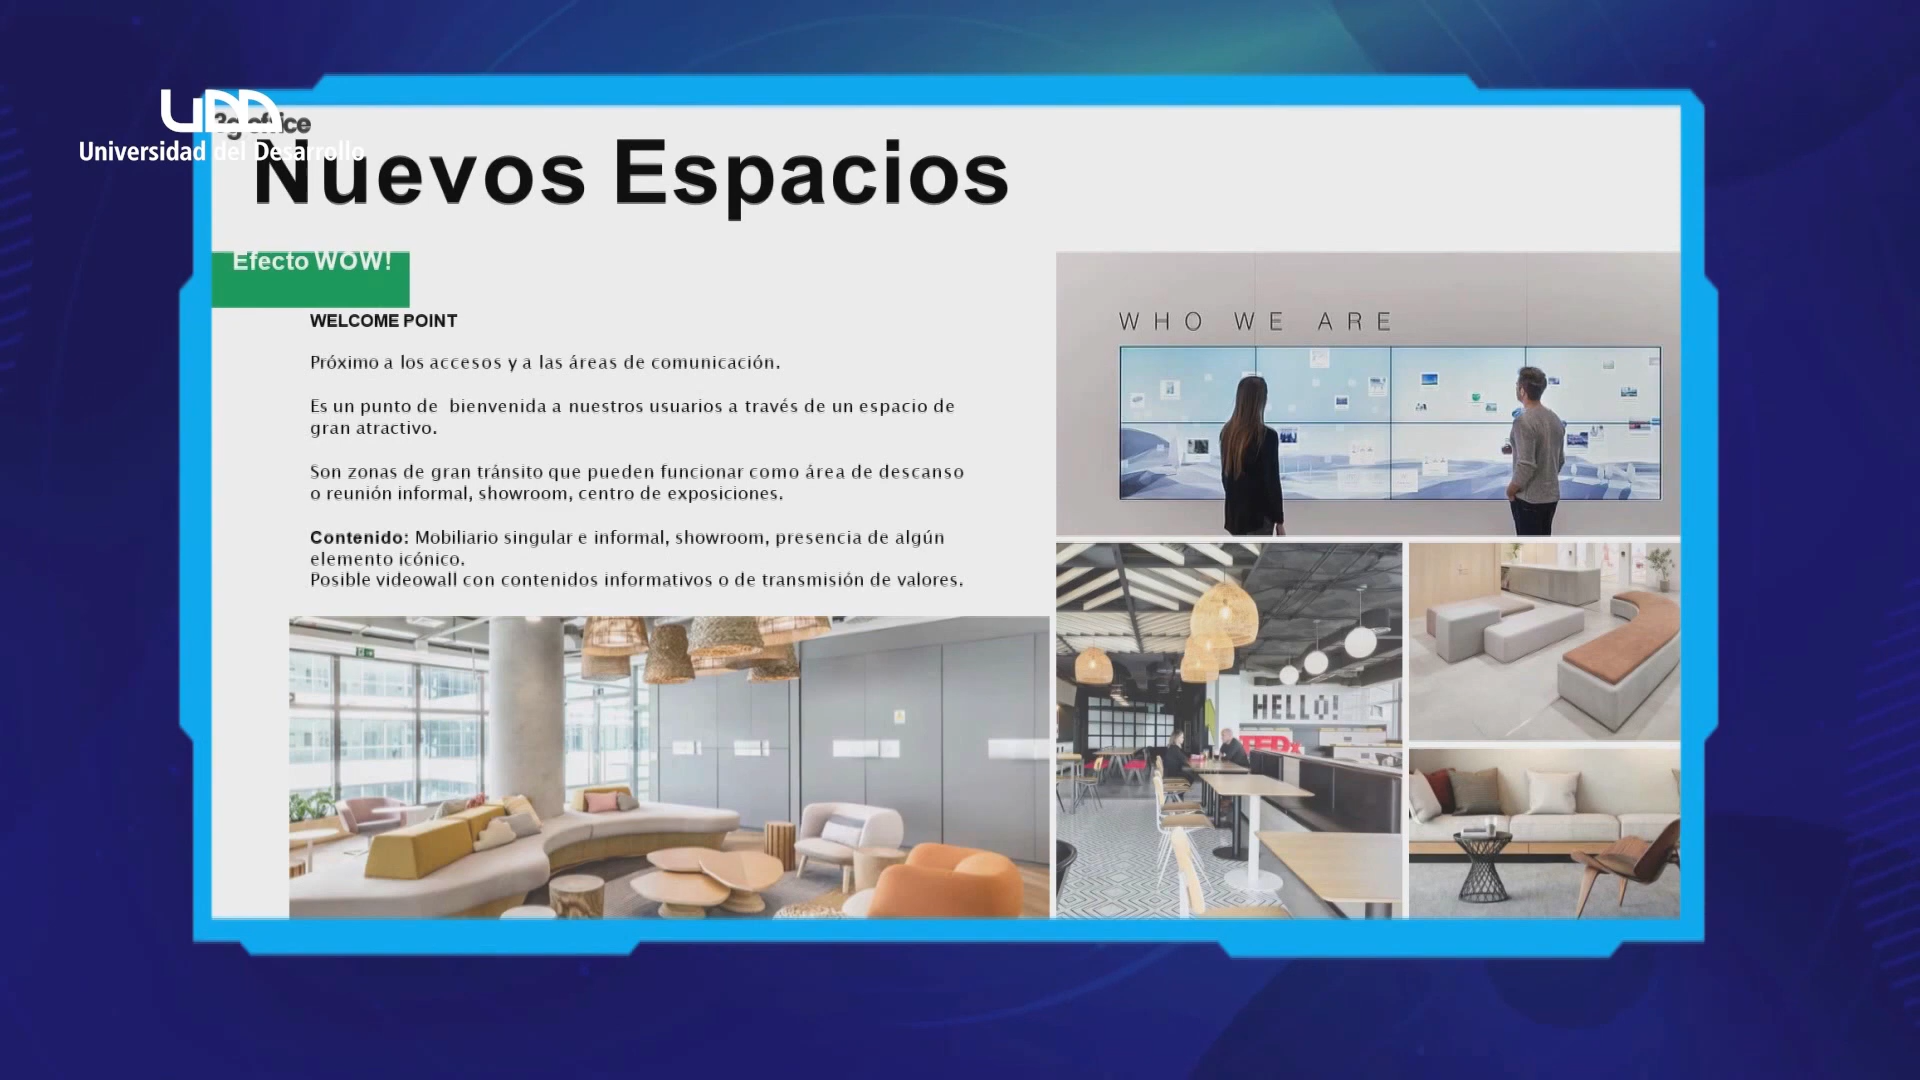 3g office
Universidad del Desarrollo
Nuevos Espacios
Efecto WOW!
WELCOME POINT
Próximo a los accesos y a las áreas de comunicación.
Es un punto de bienvenida a nuestros usuarios a través de un espacio de
gran atractivo.
Son zonas de gran tránsito que pueden funcionar como área de descanso
o reunión informal, showroom, centro de exposiciones.
Contenido: Mobiliario singular e informal, showroom, presencia de algún
elemento icónico.
Posible videowall con contenidos informativos o de transmisión de valores.
WHO WE ARE
HELLO!
TEDx